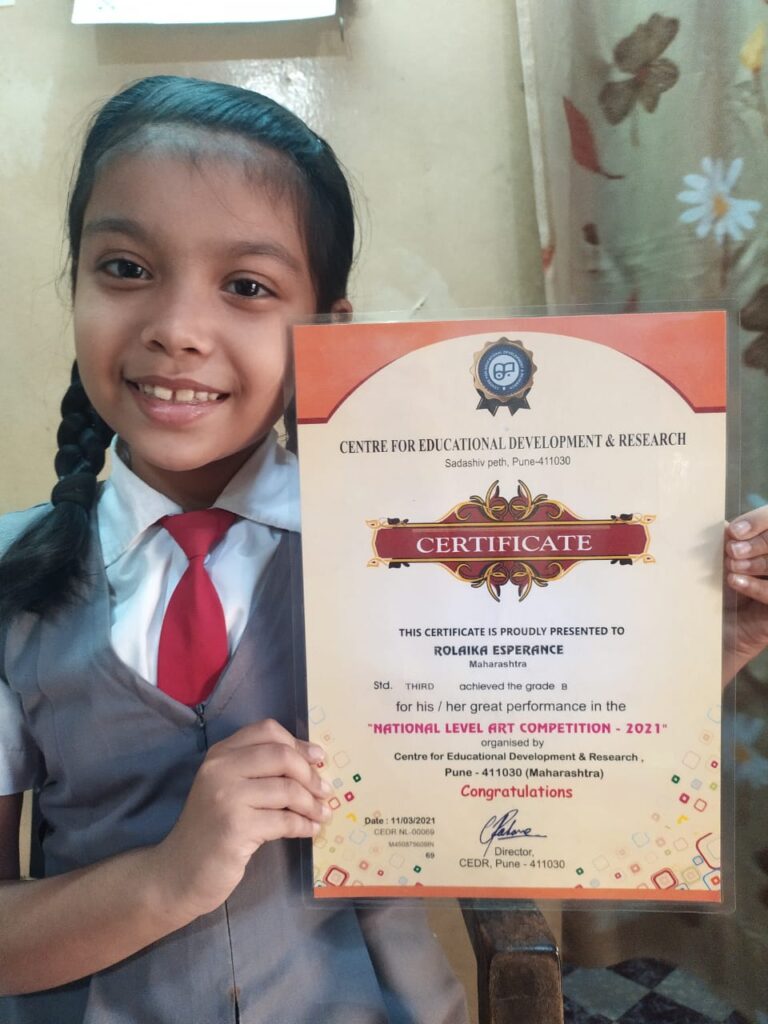 CENTRE FOR EDUCATIONAL DEVELOPMENT & RESEARCH
Sadashiv peth, Pune-411030
CERTIFICATE
THIS CERTIFICATE IS PROUDLY PRESENTED TO
ROLAIKA ESPERANCE
Maharashtra
Std. THIRD achieved the grade B
for his / her great performance in the
"NATIONAL LEVEL ART COMPETITION - 2021"
organised by
Centre for Educational Development & Research ,
Pune - 411030 (Maharashtra)
Congratulations
Date : 11/03/2021
CEDR NL-00069
69
Director,
CEDR, Pune - 411030